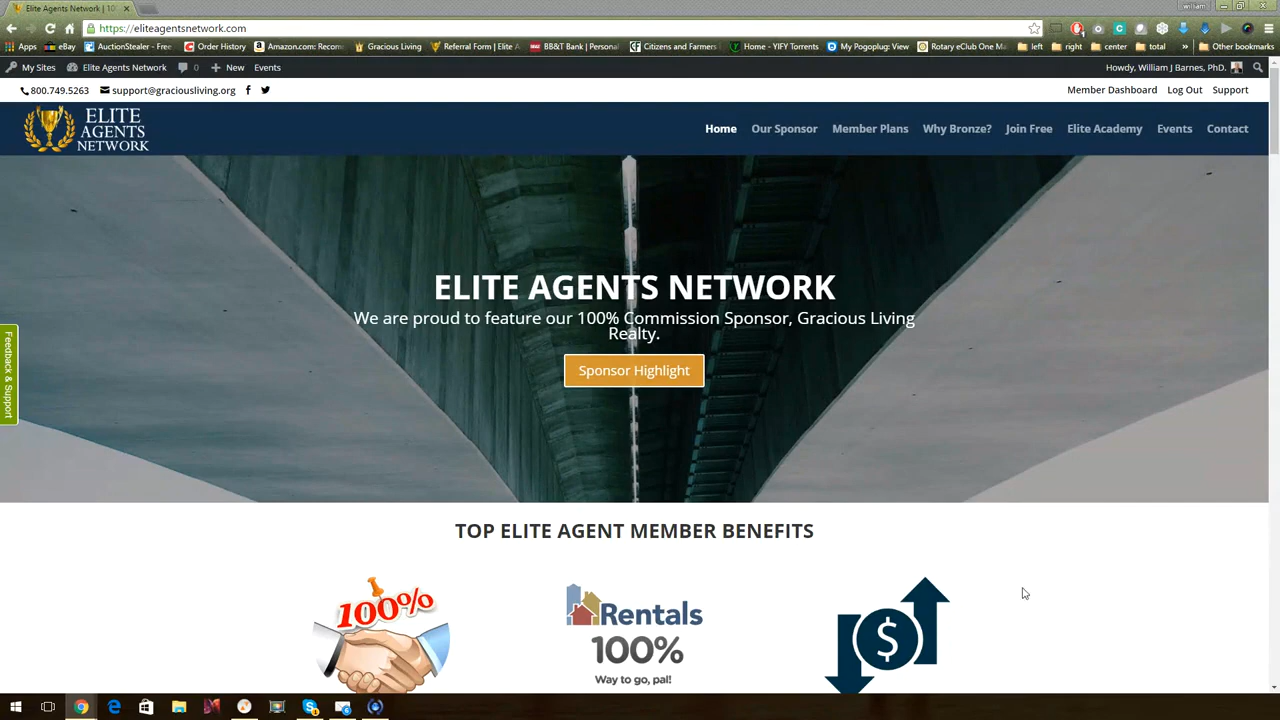 Elite Agents Network | 10
william
https://eliteagentsnetwork.com
Apps
eBay
AuctionStealer - Free
Order History
Amazon.com: Recom
Gracious Living
Referral Form | Elite A
BB&T Bank | Personal
Citizens and Farmers
Home - YIFY Torrents
My Pogoplug: View
Rotary eClub One Ma
left
right
center
total
»
Other bookmarks
My Sites
Elite Agents Network
0
New
Events
Howdy, William J Barnes, PhD.
800.749.5263
support@graciousliving.org
Member Dashboard
Log Out
Support
ELITE
AGENTS
NETWORK
Home
Our Sponsor
Member Plans
Why Bronze?
Join Free
Elite Academy
Events
Contact
ELITE AGENTS NETWORK
We are proud to feature our 100% Commission Sponsor, Gracious Living
Realty.
Sponsor Highlight
Feedback & Support
TOP ELITE AGENT MEMBER BENEFITS
100%
Rentals
100%
Way to go, pal!
$